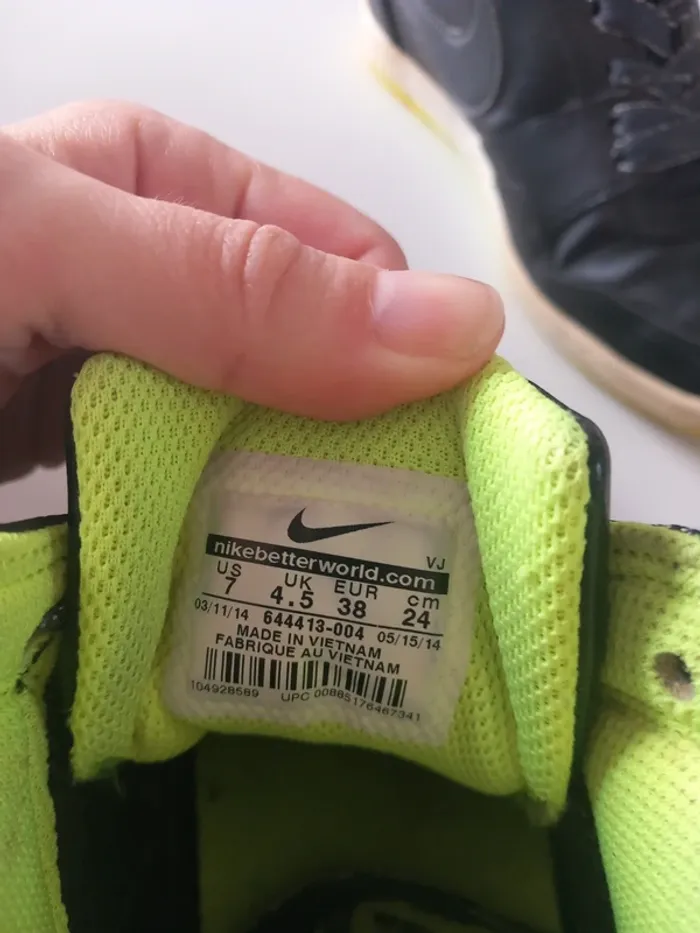 nikebetterworld.com VJ
US UK EUR cm
7 4.5 38 24
03/11/14 644413-004 05/15/14
MADE IN VIETNAM
FABRIQUE AU VIETNAM
104928589 UPC 00885176467341